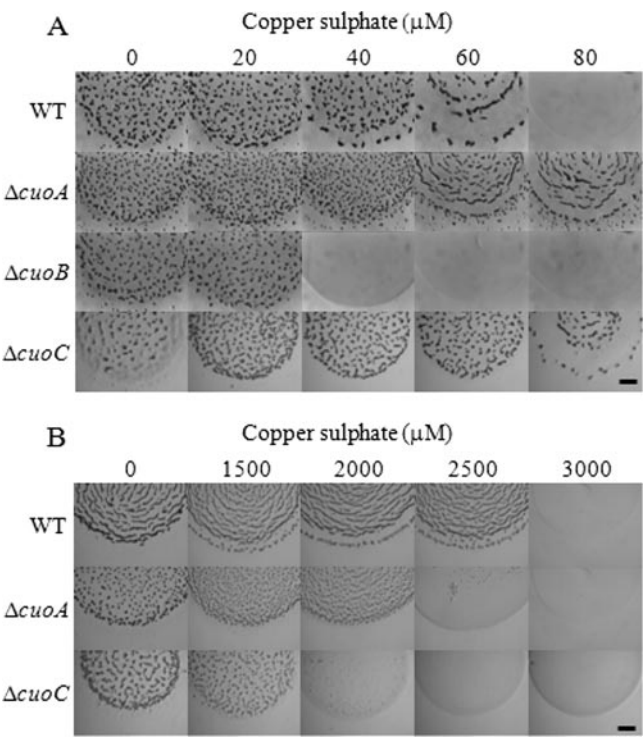 A
Copper sulphate (μM)
0 20 40 60 80
WT
ΔcuoA
ΔcuoB
ΔcuoC
B
Copper sulphate (μM)
0 1500 2000 2500 3000
WT
ΔcuoA
ΔcuoC